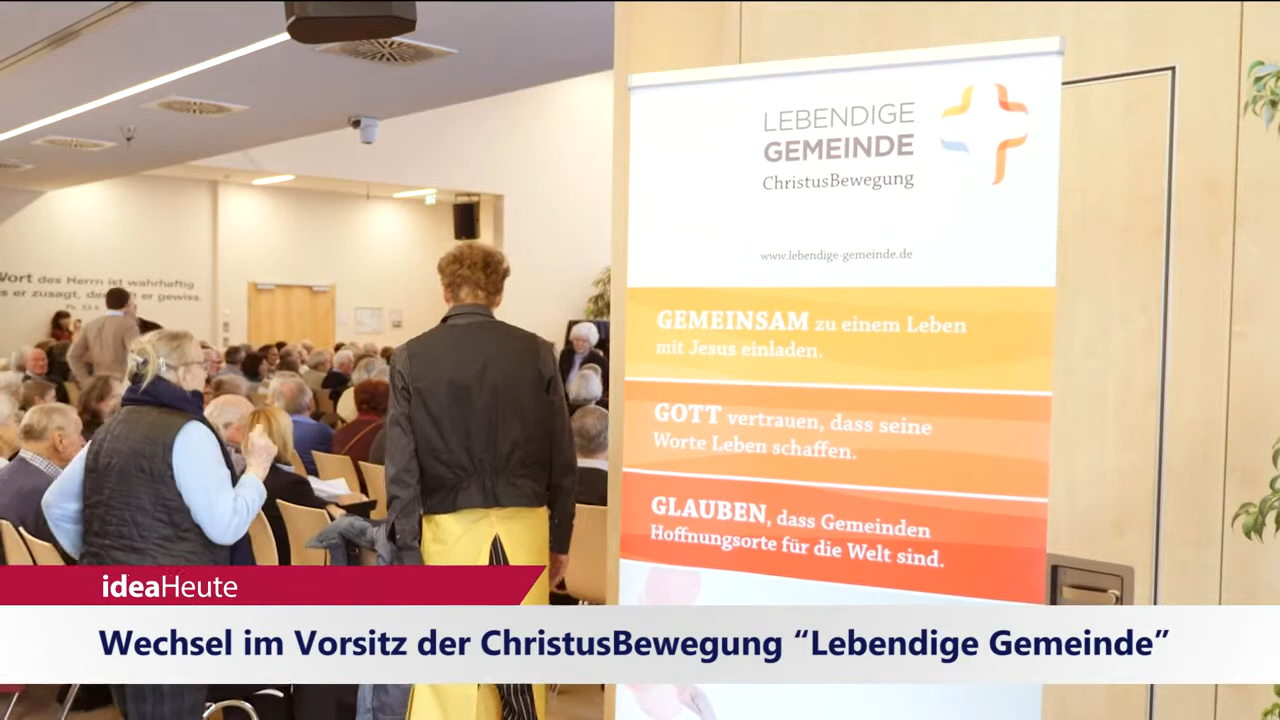 Wort des Herrn ist wahrhaftig
er zusagt, er gewiss.
LEBENDIGE
GEMEINDE
ChristusBewegung
www.lebendige-gemeinde.de
GEMEINSAM zu einem Leben
mit Jesus einladen.
GOTT vertrauen, dass seine
Worte Leben schaffen.
GLAUBEN, dass Gemeinden
Hoffnungsorte für die Welt sind.
ideaHeute
Wechsel im Vorsitz der ChristusBewegung “Lebendige Gemeinde”